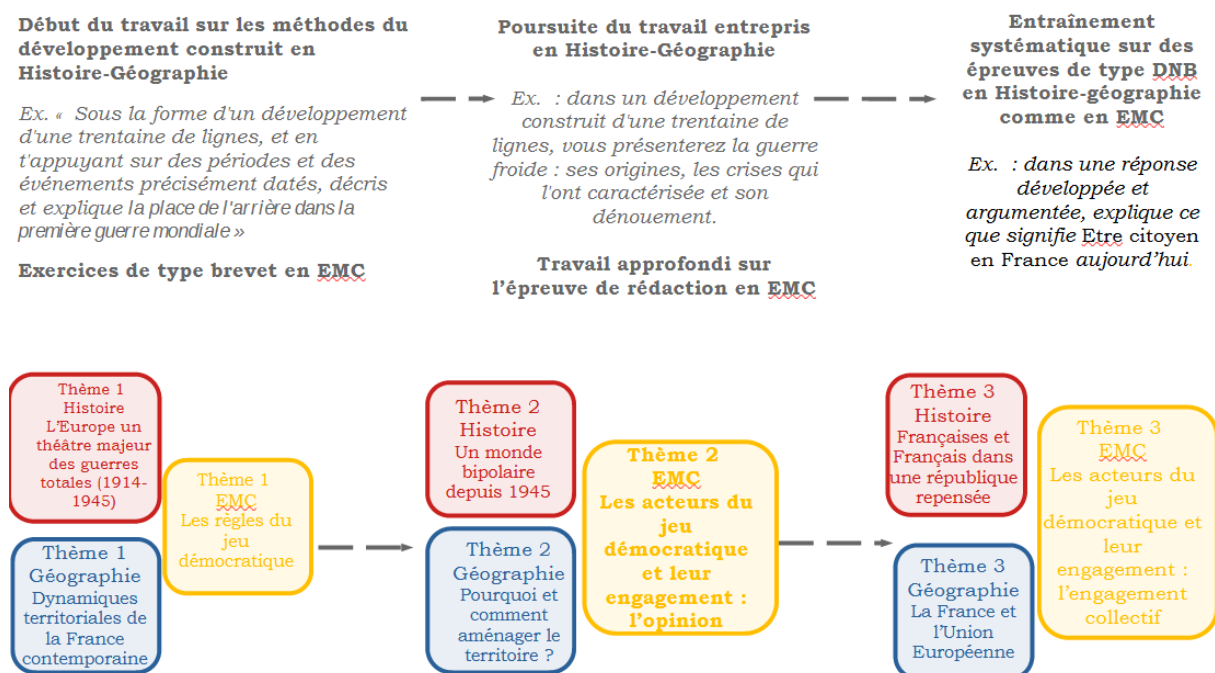 Début du travail sur les méthodes du
développement construit en
Histoire-Géographie
Ex. « Sous la forme d'un développement
d'une trentaine de lignes, et en
t'appuyant sur des périodes et des
événements précisément datés, décris
et explique la place de l'arrière dans la
première guerre mondiale »
Exercices de type brevet en EMC
Poursuite du travail entrepris
en Histoire-Géographie
Ex. : dans un développement
construit d'une trentaine de
lignes, vous présenterez la guerre
froide : ses origines, les crises qui
l'ont caractérisée et son
dénouement.
Travail approfondi sur
l'épreuve de rédaction en EMC
Entraînement
systématique sur des
épreuves de type DNB
en Histoire-géographie
comme en EMC
Ex. : dans une réponse
développée et
argumentée, explique ce
que signifie Etre citoyen
en France aujourd'hui.
Thème 1
Histoire
L'Europe un
théâtre majeur
des guerres
totales (1914-
1945)
Thème 1
EMC
Les règles du
jeu
démocratique
Thème 1
Géographie
Dynamiques
territoriales de
la France
contemporaine
Thème 2
Histoire
Un monde
bipolaire
depuis 1945
Thème 2
EMC
Les acteurs du
jeu
démocratique
et leur
engagement :
l'opinion
Thème 2
Géographie
Pourquoi et
comment
aménager le
territoire ?
Thème 3
Histoire
Françaises et
Français dans
une république
repensée
Thème 3
EMC
Les acteurs du
jeu
démocratique et
leur
engagement :
l'engagement
collectif
Thème 3
Géographie
La France et
l'Union
Européenne